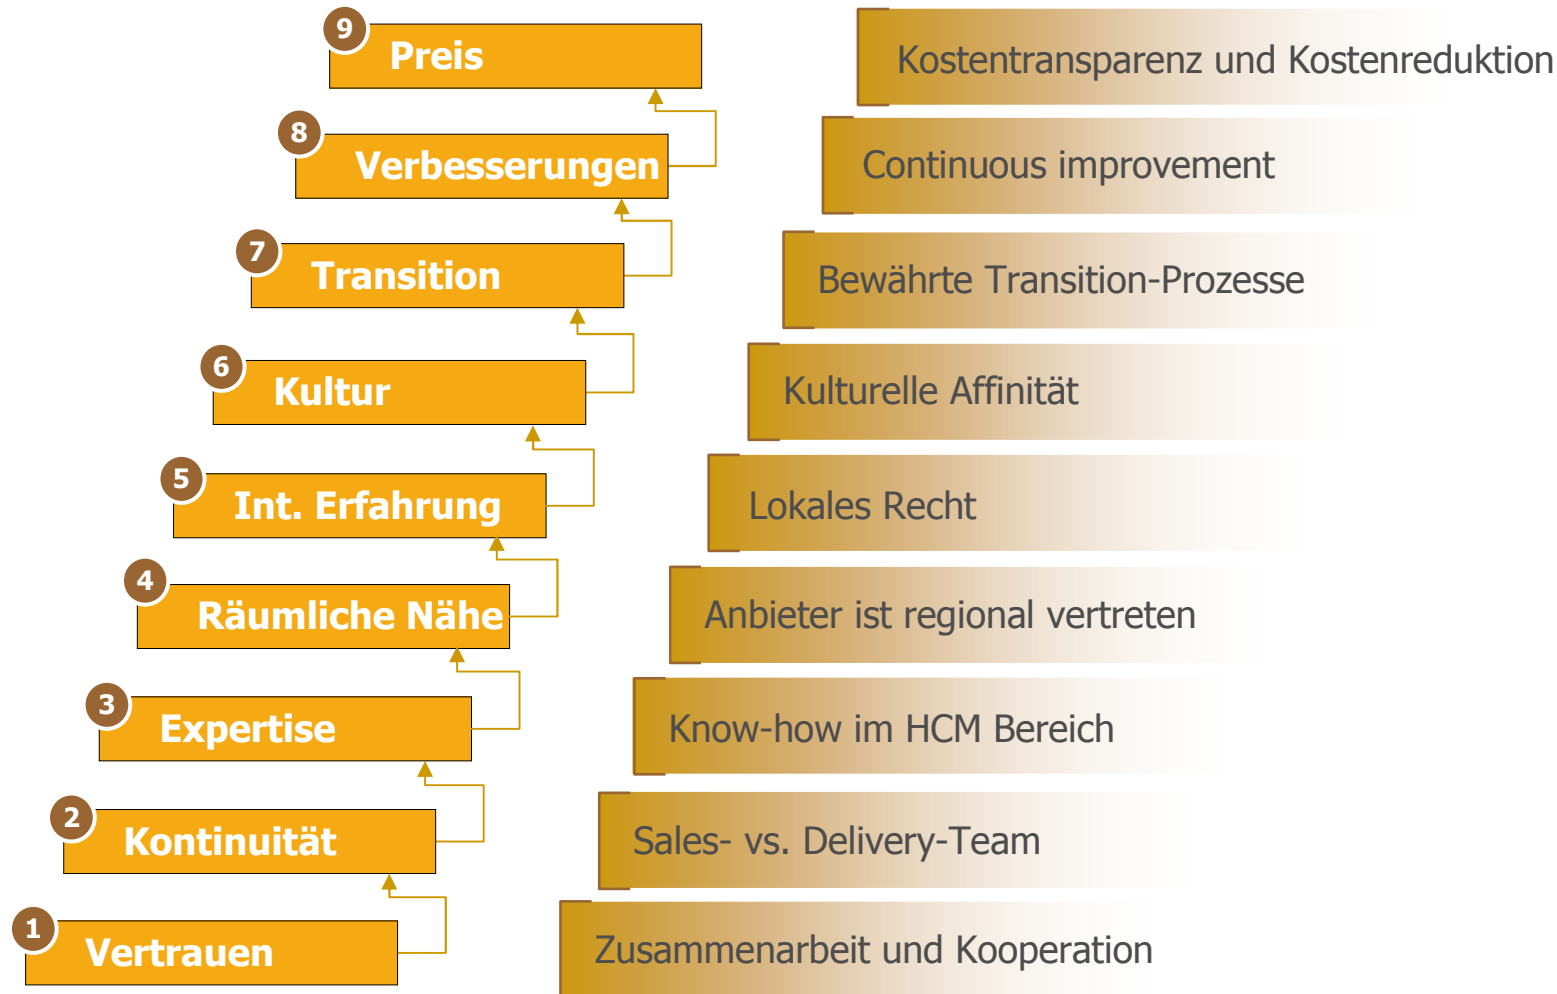 9
Preis
Kostentransparenz und Kostenreduktion
8
Verbesserungen
Continuous improvement
7
Transition
Bewährte Transition-Prozesse
6
Kultur
Kulturelle Affinität
5
Int. Erfahrung
Lokales Recht
4
Räumliche Nähe
Anbieter ist regional vertreten
3
Expertise
Know-how im HCM Bereich
2
Kontinuität
Sales- vs. Delivery-Team
1
Vertrauen
Zusammenarbeit und Kooperation